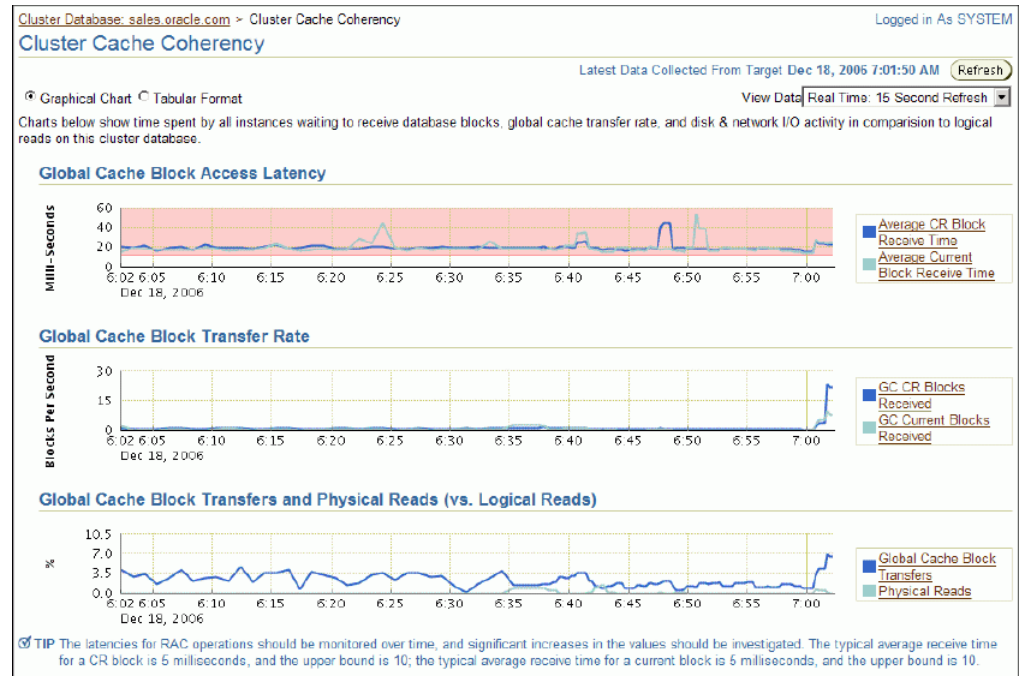 Cluster Database: sales.oracle.com > Cluster Cache Coherency
Logged in As SYSTEM
Cluster Cache Coherency
Latest Data Collected From Target Dec 18, 2006 7:01:50 AM Refresh
Graphical Chart Tabular Format
View Data Real Time: 15 Second Refresh
Charts below show time spent by all instances waiting to receive database blocks, global cache transfer rate, and disk & network I/O activity in comparision to logical
reads on this cluster database.
Global Cache Block Access Latency
Milli-Seconds
60
40
20
0
6:02 6:05 6:10 6:15 6:20 6:25 6:30 6:35 6:40 6:45 6:50 6:55 7:00
Dec 18, 2006
Average CR Block
Receive Time
Average Current
Block Receive Time
Global Cache Block Transfer Rate
Blocks Per Second
30
15
0
6:02 6:05 6:10 6:15 6:20 6:25 6:30 6:35 6:40 6:45 6:50 6:55 7:00
Dec 18, 2006
GC CR Blocks
Received
GC Current Blocks
Received
Global Cache Block Transfers and Physical Reads (vs. Logical Reads)
%
10.5
7.0
3.5
0.0
6:02 6:05 6:10 6:15 6:20 6:25 6:30 6:35 6:40 6:45 6:50 6:55 7:00
Dec 18, 2006
Global Cache Block
Transfers
Physical Reads
TIP The latencies for RAC operations should be monitored over time, and significant increases in the values should be investigated. The typical average receive time
for a CR block is 5 milliseconds, and the upper bound is 10; the typical average receive time for a current block is 5 milliseconds, and the upper bound is 10.